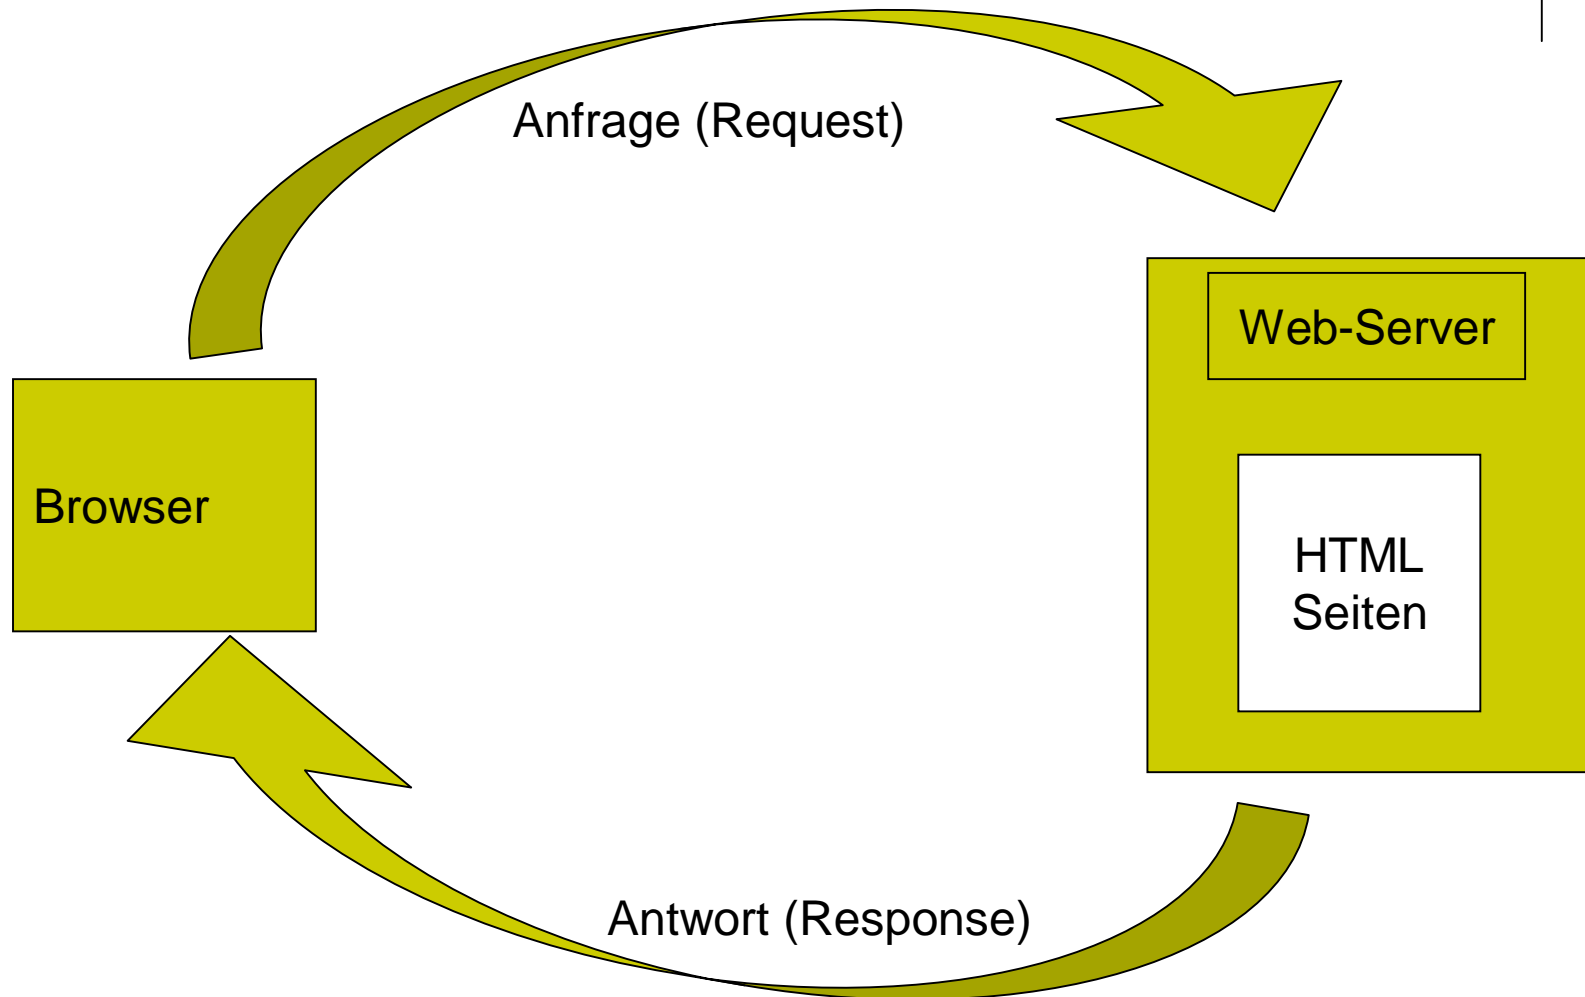 Anfrage (Request)
Web-Server
Browser
HTML
Seiten
Antwort (Response)